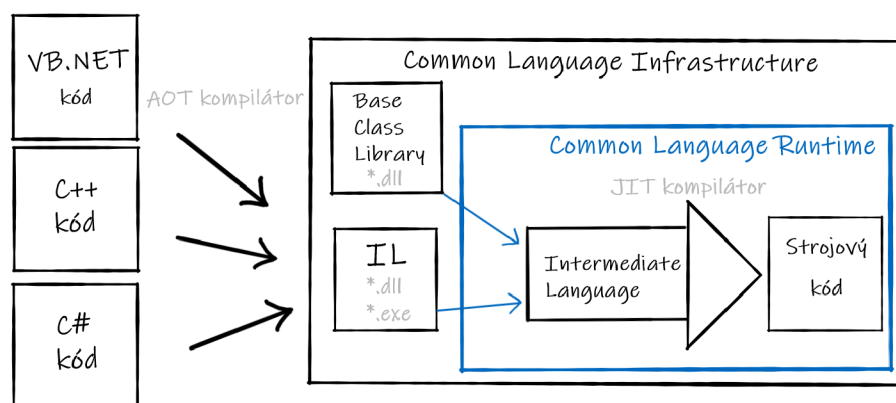 VB.NET
kód
AOT kompilátor
C++
kód
C#
kód
Common Language Infrastructure
Base
Class
Library
*.dll
IL
*.dll
*.exe
Common Language Runtime
JIT kompilátor
Intermediate
Language
Strojový
kód